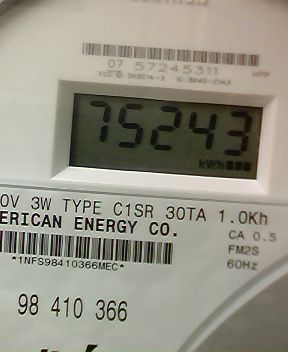 07 57245311
75243
kWh
0V 3W TYPE C1SR 30TA 1.0Kh
ERICAN ENERGY CO.
CA 0.5
*1NFS98410366MEC*
FM2S
60Hz
98 410 366